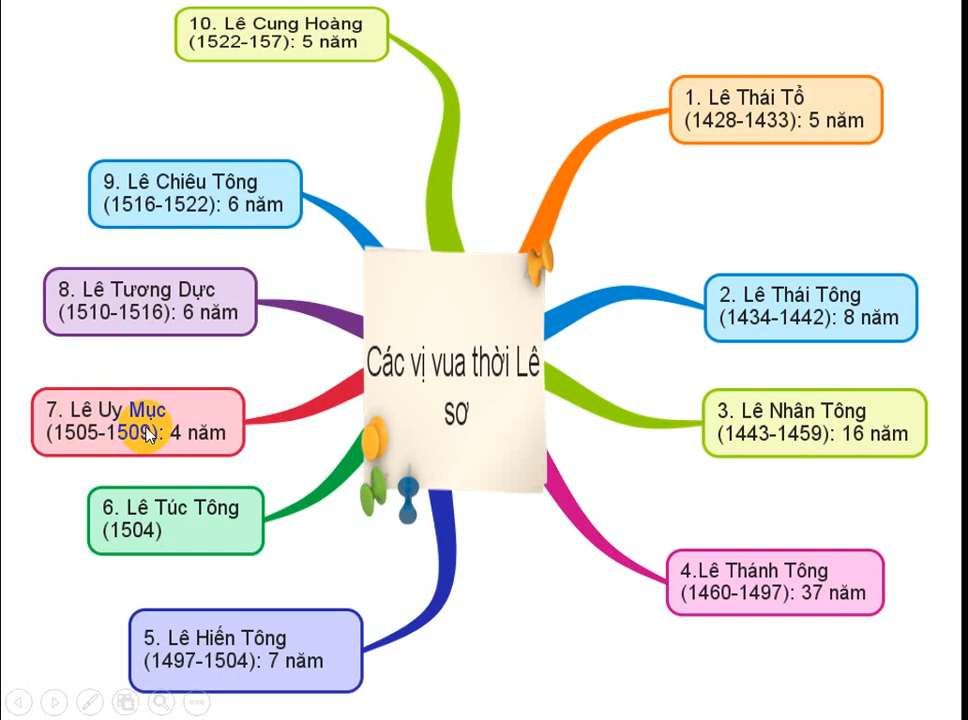 Các vị vua thời Lê
sơ
1. Lê Thái Tổ
(1428-1433): 5 năm
2. Lê Thái Tông
(1434-1442): 8 năm
3. Lê Nhân Tông
(1443-1459): 16 năm
4.Lê Thánh Tông
(1460-1497): 37 năm
5. Lê Hiến Tông
(1497-1504): 7 năm
6. Lê Túc Tông
(1504)
7. Lê Uy Mục
(1505-1509): 4 năm
8. Lê Tương Dực
(1510-1516): 6 năm
9. Lê Chiêu Tông
(1516-1522): 6 năm
10. Lê Cung Hoàng
(1522-157): 5 năm